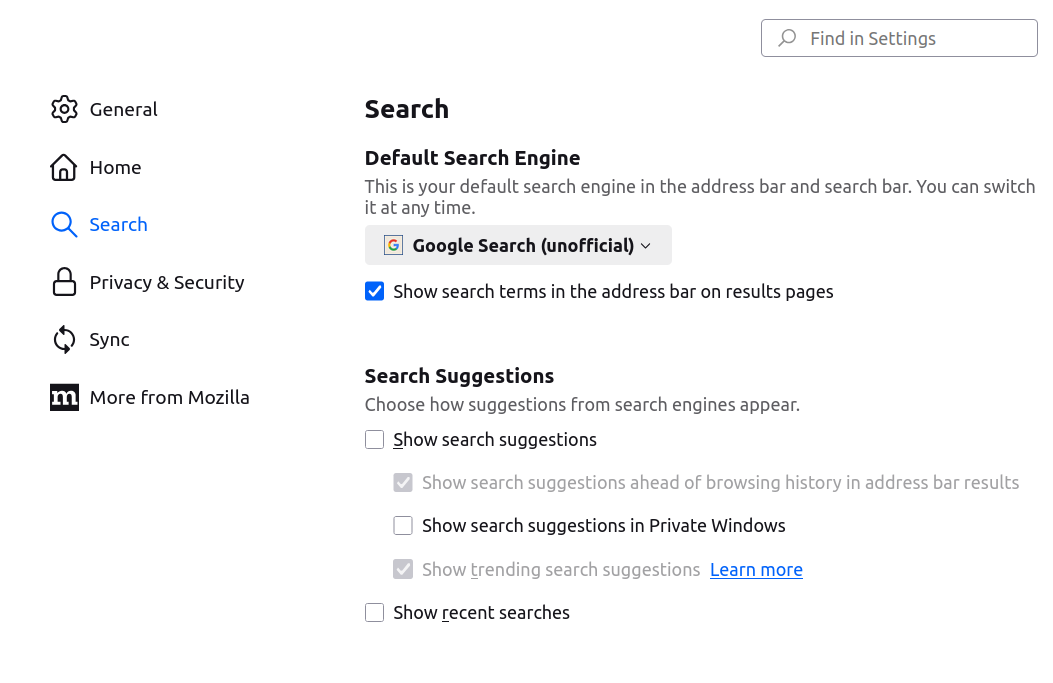 Find in Settings
General
Home
Search
Privacy & Security
Sync
m More from Mozilla
Search
Default Search Engine
This is your default search engine in the address bar and search bar. You can switch
it at any time.
G Google Search (unofficial)
Show search terms in the address bar on results pages
Search Suggestions
Choose how suggestions from search engines appear.
Show search suggestions
Show search suggestions ahead of browsing history in address bar results
Show search suggestions in Private Windows
Show trending search suggestions Learn more
Show recent searches